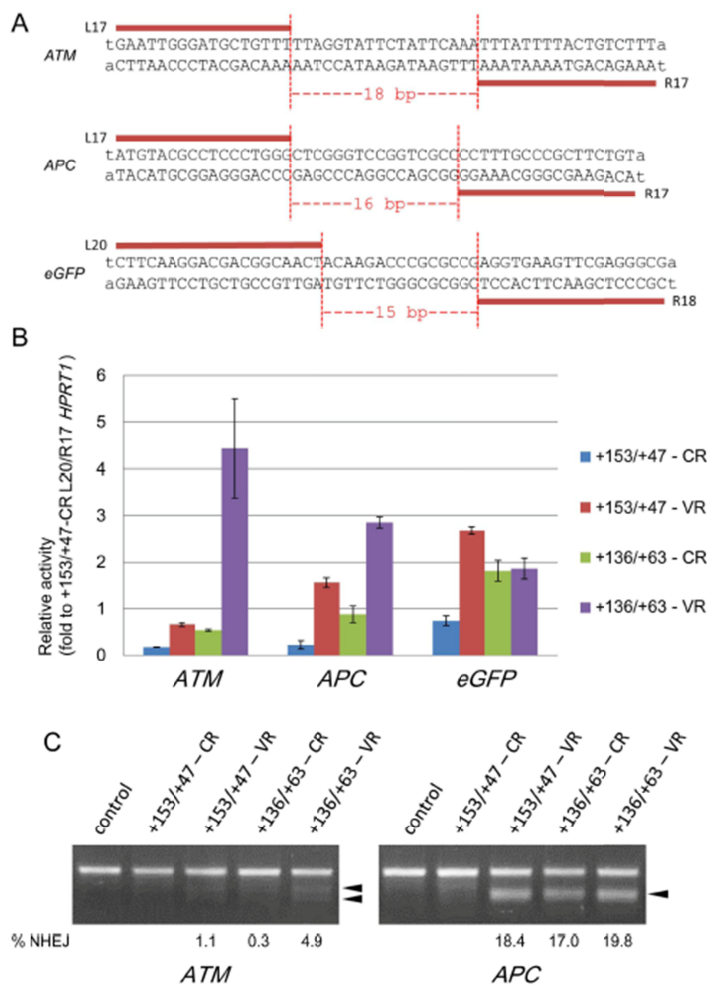 A
L17
tGAATTGGGATGCTGTTTTTAGGTATTCTATTCAAATTTATTTTACTGTCTTTa
ATM
aCTTAACCCTACGACAAAAATCCATAAGATAAGTTTAAATAAAATGACAGAAAt
18 bp
R17
L17
tATGTACGCCTCCCTGGGCTCGGGTCCGGTCGCCCCTTTGCCCGCTTCTGTa
APC
aTACATGCGGAGGGACCCGAGCCCAGGCCAGCGGGGAAACGGGCGAAGACAt
16 bp
R17
L20
tCTTCAAGGACGACGGCAACTACAAGACCCGCGCCGAGGTGAAGTTCGAGGGCGa
eGFP
aGAAGTTCCTGCTGCCGTTGATGTTCTGGGCGCGGCTCCACTTCAAGCTCCCGCt
15 bp
R18
B
Relative activity
(fold to +153/+47-CR L20/R17 HPRT1)
6
5
4
3
2
1
0
ATM APC eGFP
+153/+47 - CR
+153/+47 - VR
+136/+63 - CR
+136/+63 - VR
C
control +153/+47 – CR +153/+47 – VR +136/+63 – CR +136/+63 – VR
control +153/+47 – CR +153/+47 – VR +136/+63 – CR +136/+63 – VR
% NHEJ 1.1 0.3 4.9 18.4 17.0 19.8
ATM APC